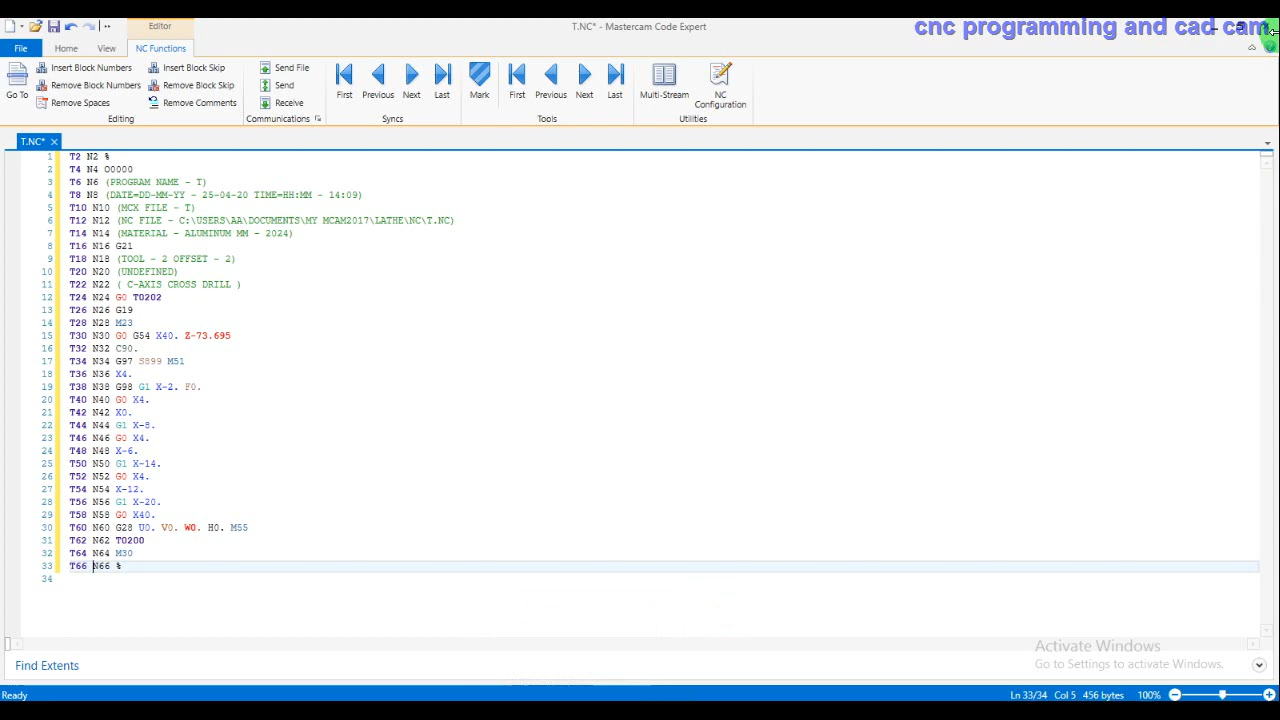 Editor
T.NC* - Mastercam Code Expert
cnc programming and cad cam
File Home View NC Functions
Go To
Insert Block Numbers
Remove Block Numbers
Remove Spaces
Insert Block Skip
Remove Block Skip
Remove Comments
Editing
Send File
Send
Receive
Communications
First Previous Next Last
Syncs
Mark
First Previous Next Last
Tools
Multi-Stream
NC Configuration
Utilities
T.NC*
1 T2 N2 %
2 T4 N4 O0000
3 T6 N6 (PROGRAM NAME - T)
4 T8 N8 (DATE=DD-MM-YY - 25-04-20 TIME=HH:MM - 14:09)
5 T10 N10 (MCX FILE - T)
6 T12 N12 (NC FILE - C:\USERS\AA\DOCUMENTS\MY MCAM2017\LATHE\NC\T.NC)
7 T14 N14 (MATERIAL - ALUMINUM MM - 2024)
8 T16 N16 G21
9 T18 N18 (TOOL - 2 OFFSET - 2)
10 T20 N20 (UNDEFINED)
11 T22 N22 ( C-AXIS CROSS DRILL )
12 T24 N24 G0 T0202
13 T26 N26 G19
14 T28 N28 M23
15 T30 N30 G0 G54 X40. Z-73.695
16 T32 N32 C90.
17 T34 N34 G97 S899 M51
18 T36 N36 X4.
19 T38 N38 G98 G1 X-2. F0.
20 T40 N40 G0 X4.
21 T42 N42 X0.
22 T44 N44 G1 X-8.
23 T46 N46 G0 X4.
24 T48 N48 X-6.
25 T50 N50 G1 X-14.
26 T52 N52 G0 X4.
27 T54 N54 X-12.
28 T56 N56 G1 X-20.
29 T58 N58 G0 X40.
30 T60 N60 G28 U0. V0. W0. H0. M55
31 T62 N62 T0200
32 T64 N64 M30
33 T66 N66 %
34
Activate Windows
Go to Settings to activate Windows.
Find Extents
Ready
Ln 33/34 Col 5 456 bytes 100%